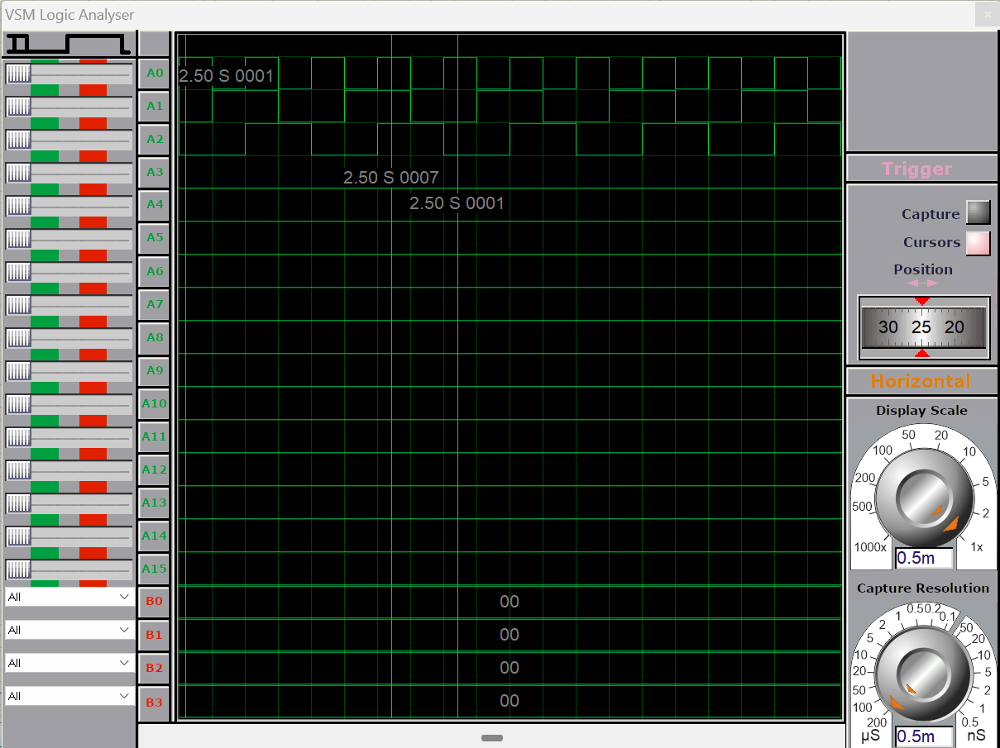 VSM Logic Analyser
A0
2.50 S 0001
A1
A2
A3
2.50 S 0007
A4
2.50 S 0001
A5
A6
A7
A8
A9
A10
A11
A12
A13
A14
A15
All
B0
00
All
B1
00
All
B2
00
All
B3
00
Trigger
Capture
Cursors
Position
30 25 20
Horizontal
Display Scale
1000x
500
200
100
50
20
10
5
2
1x
0.5m
Capture Resolution
200
100
50
20
10
5
2
1
0.5
0.2
0.1
50
20
10
5
2
1
0.5
µS
nS
0.5m